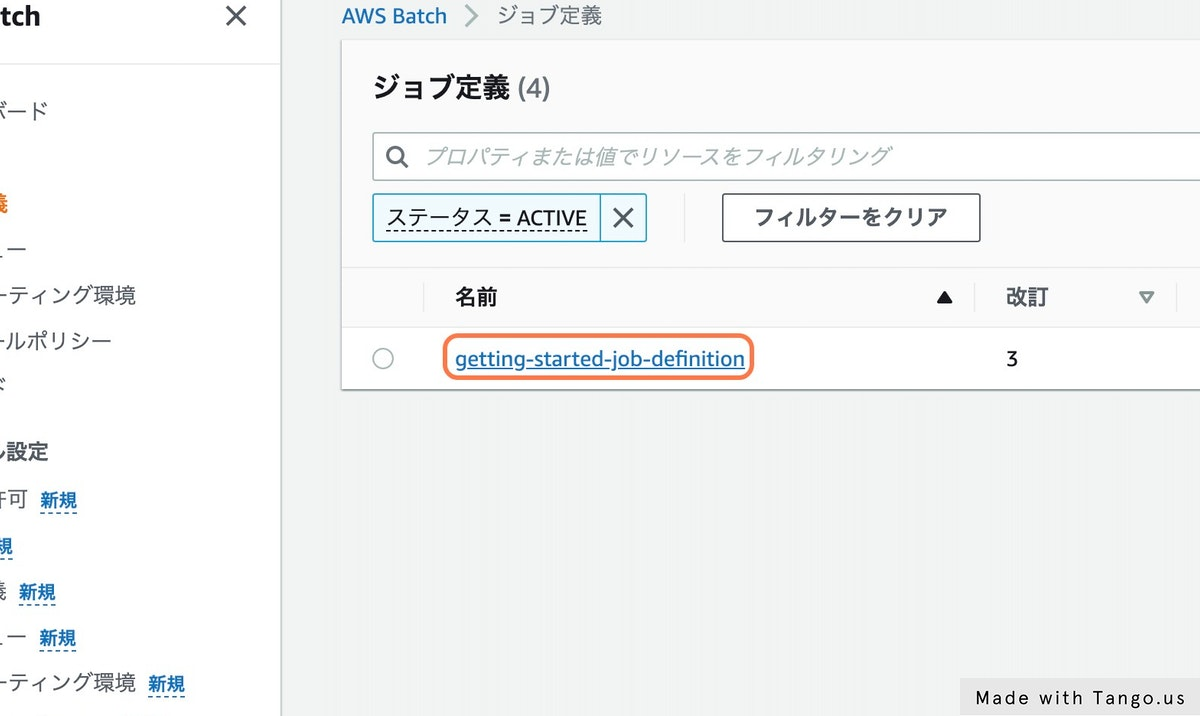 tch
ボード
義
ー
ーティング環境
ールポリシー
ド
ル設定
許可 新規
規
義 新規
ュー 新規
ーティング環境 新規
AWS Batch > ジョブ定義
ジョブ定義 (4)
プロパティまたは値でリソースをフィルタリング
ステータス = ACTIVE
フィルターをクリア
名前 改訂
getting-started-job-definition 3
Made with Tango.us